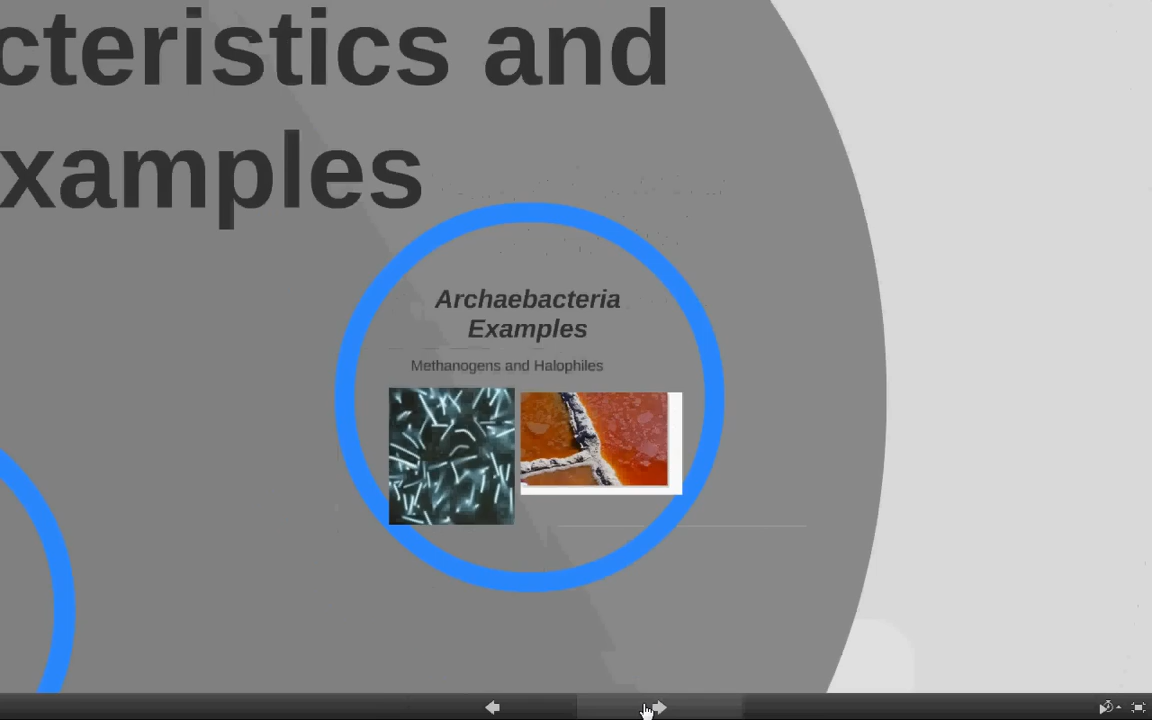 cteristics and
xamples
Archaebacteria
Examples
Methanogens and Halophiles